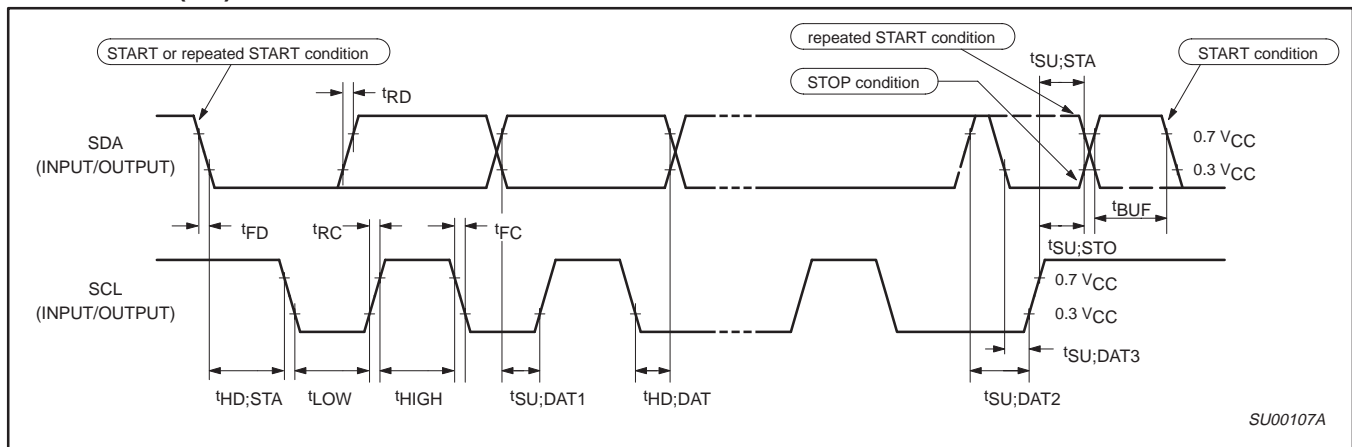 START or repeated START condition
repeated START condition
START condition
tSU;STA
STOP condition
tRD
SDA
(INPUT/OUTPUT)
0.7 VCC
0.3 VCC
tFD
tRC
tFC
tBUF
tSU;STO
SCL
(INPUT/OUTPUT)
0.7 VCC
0.3 VCC
tSU;DAT3
tHD;STA
tLOW
tHIGH
tSU;DAT1
tHD;DAT
tSU;DAT2
SU00107A